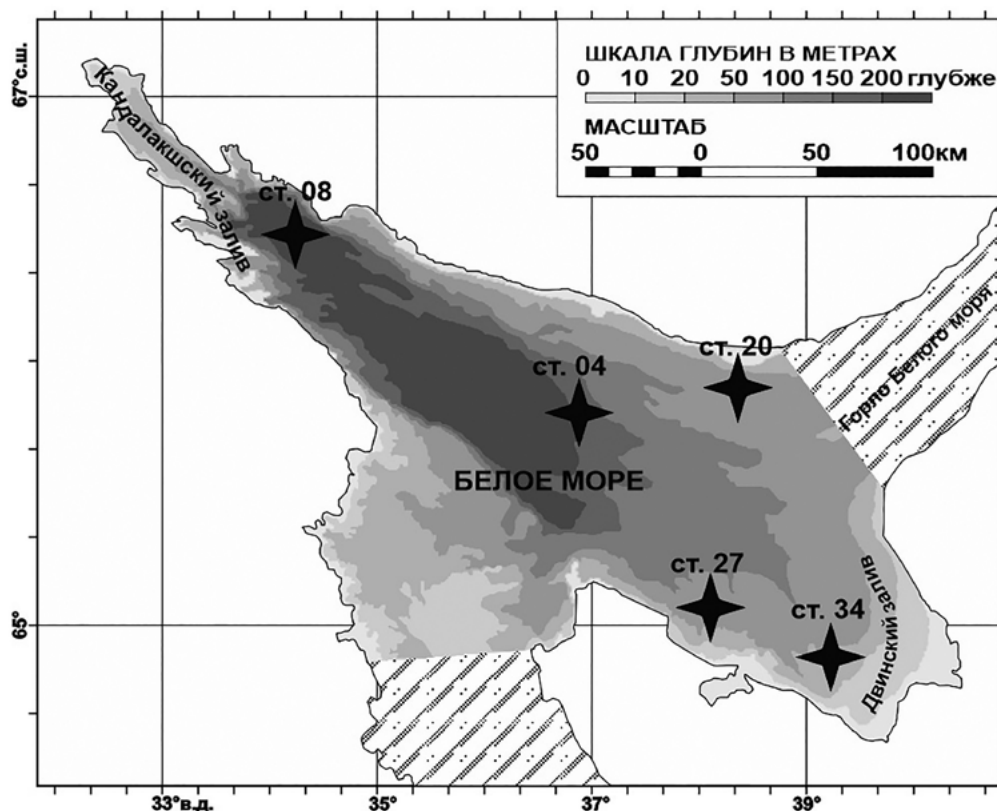 ШКАЛА ГЛУБИН В МЕТРАХ
0 10 20 50 100 150 200 глубже
МАСШТАБ
50 0 50 100км
67°с.ш.
Кандалакшский залив
ст. 08
ст. 20
Горло Белого моря
ст. 04
БЕЛОЕ МОРЕ
ст. 27
ст. 34
Двинский залив
65°
33°в.д. 35° 37° 39°